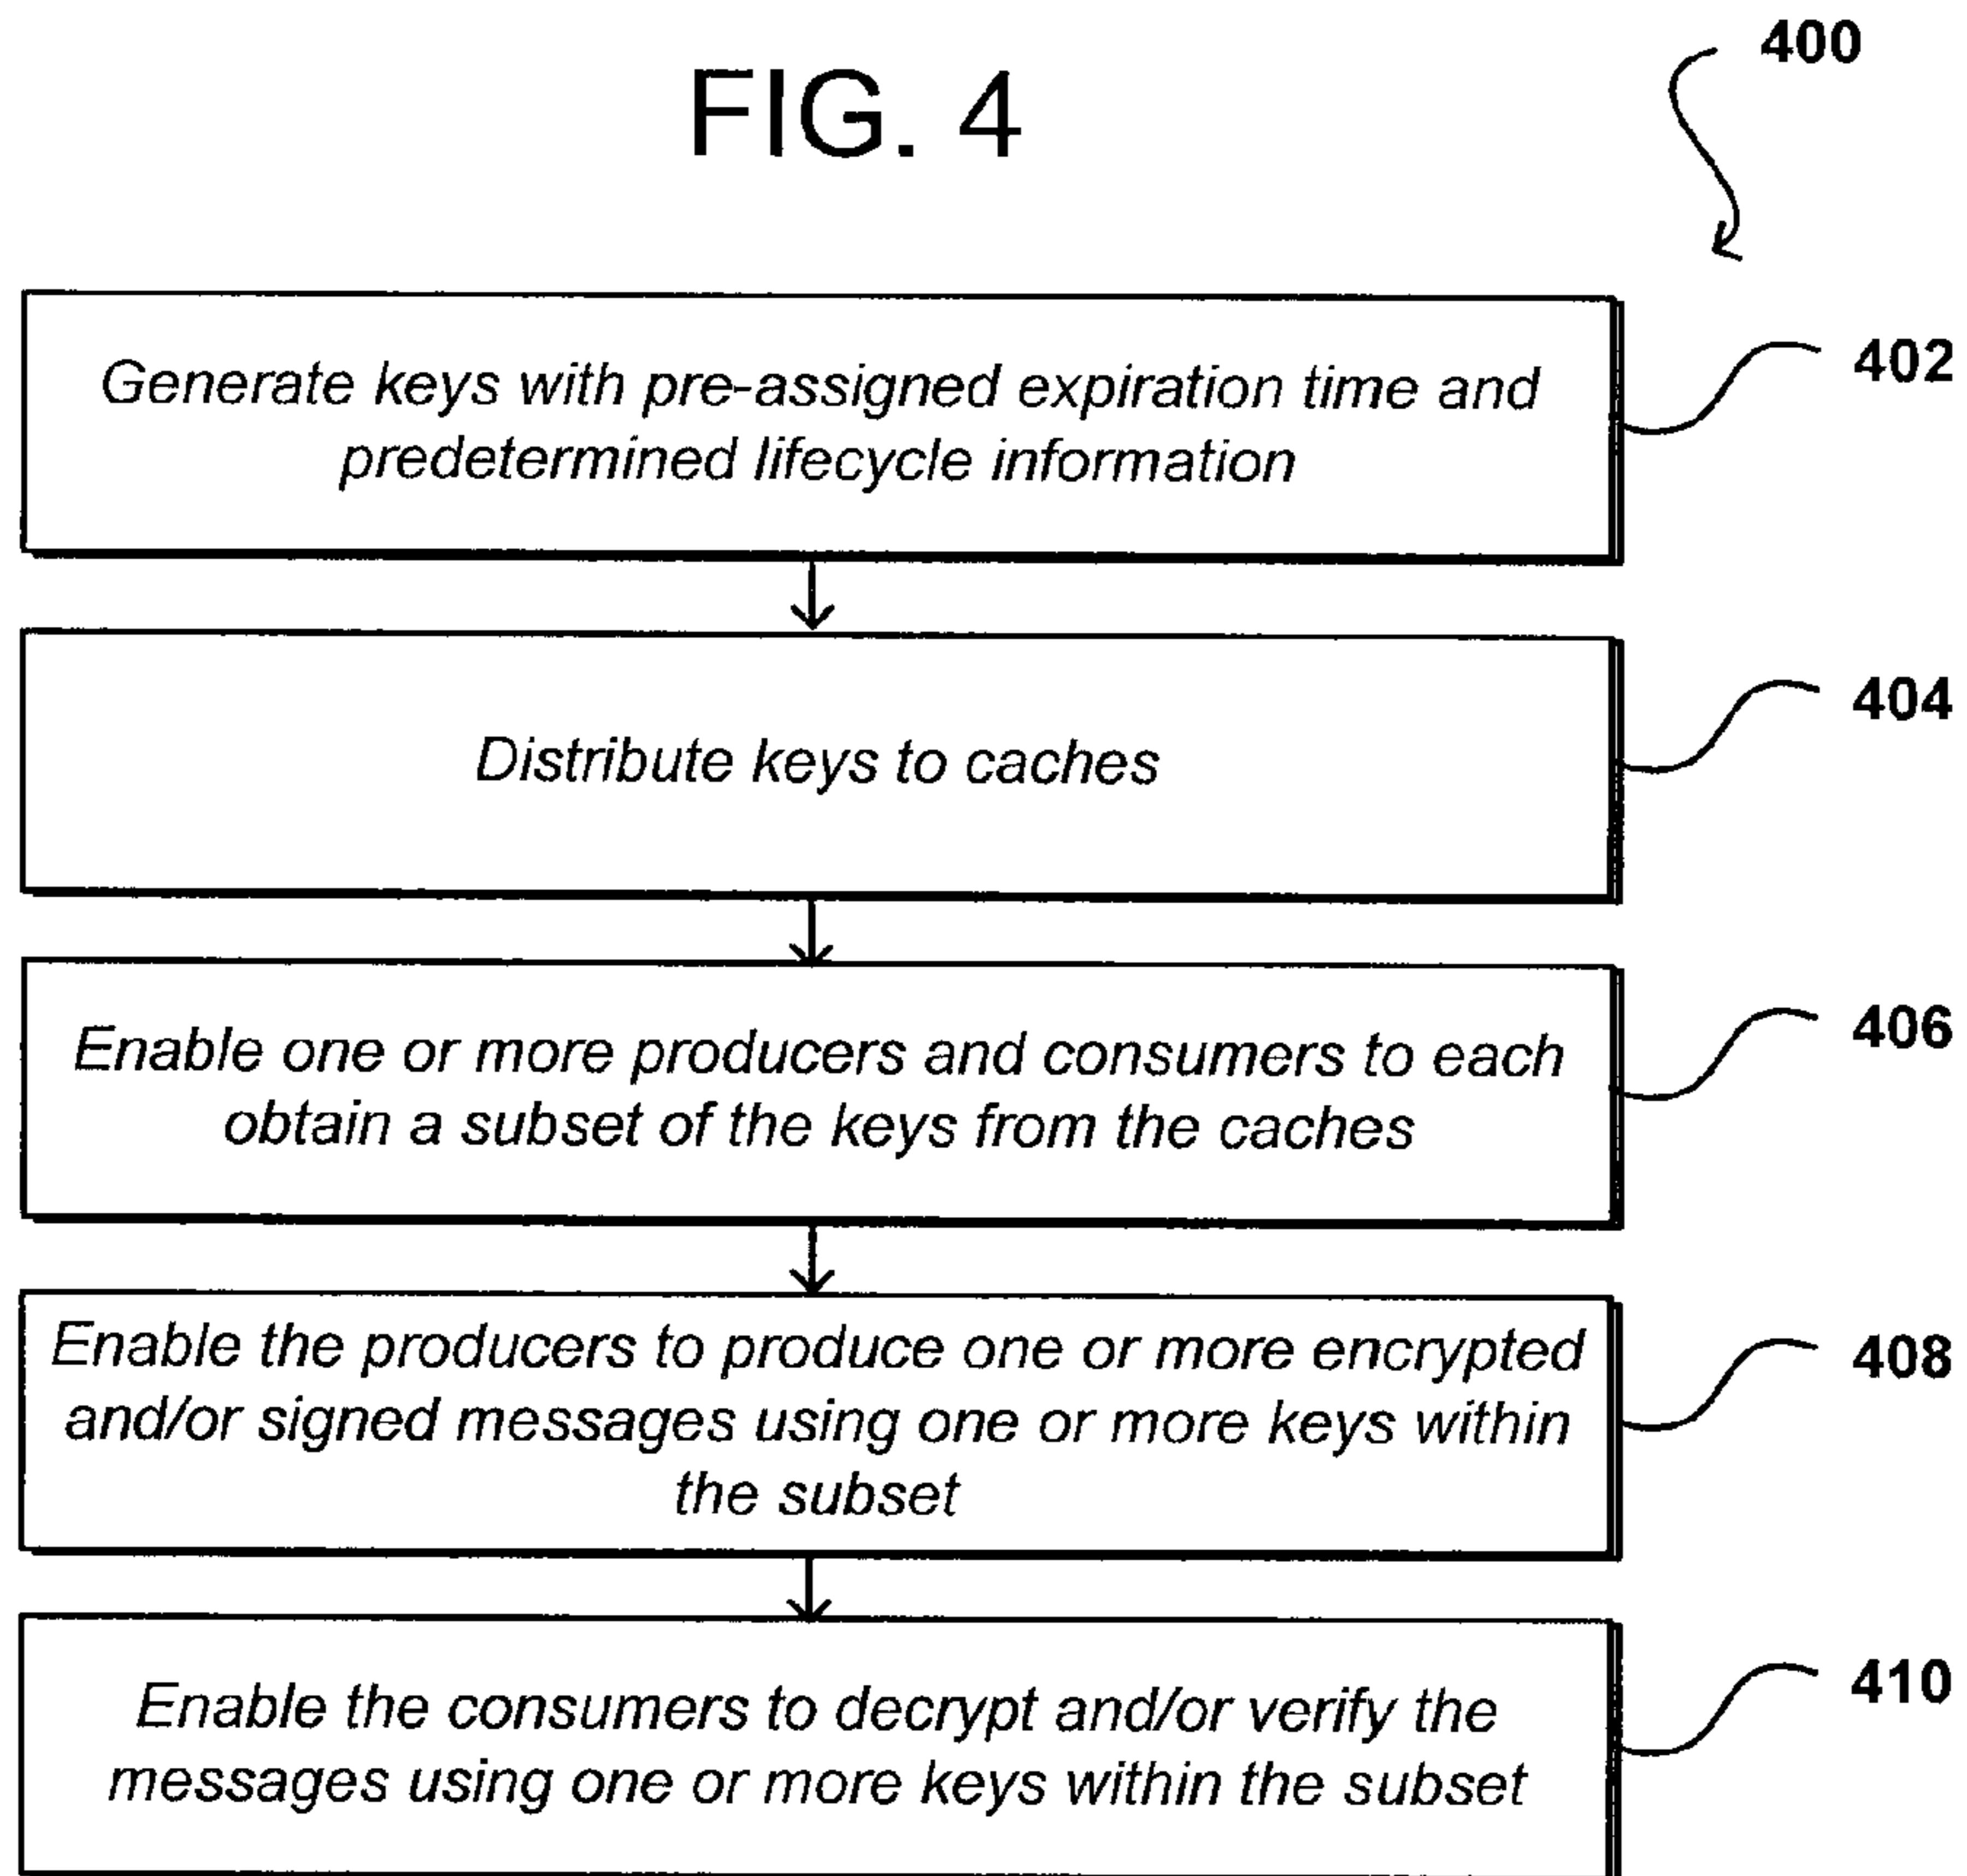 400
FIG. 4
Generate keys with pre-assigned expiration time and
predetermined lifecycle information
402
Distribute keys to caches
404
Enable one or more producers and consumers to each
obtain a subset of the keys from the caches
406
Enable the producers to produce one or more encrypted
and/or signed messages using one or more keys within
the subset
408
Enable the consumers to decrypt and/or verify the
messages using one or more keys within the subset
410